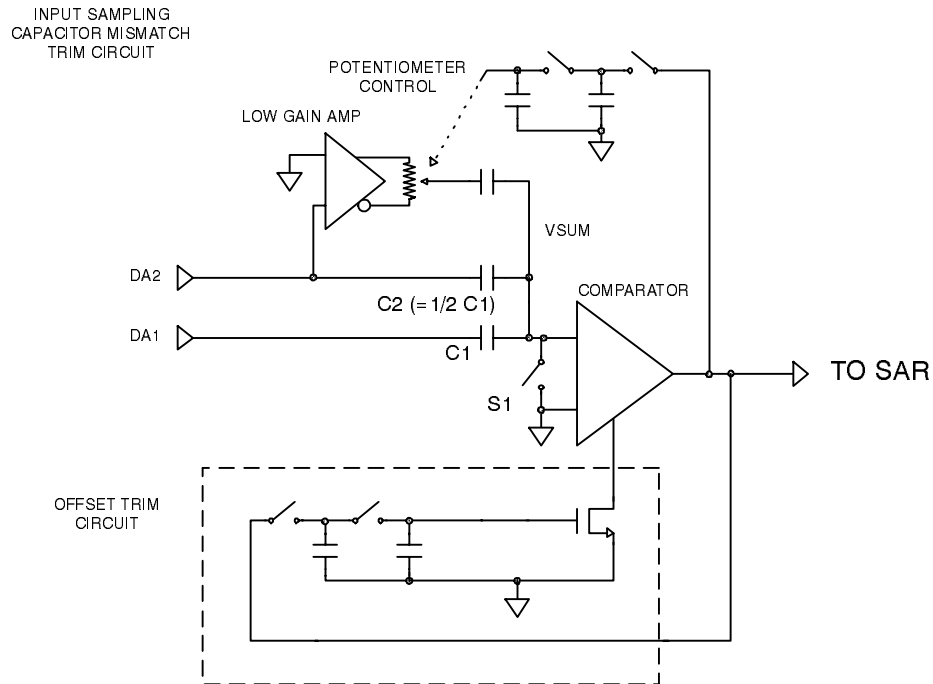 INPUT SAMPLING
CAPACITOR MISMATCH
TRIM CIRCUIT
POTENTIOMETER
CONTROL
LOW GAIN AMP
VSUM
DA2
C2 (= 1/2 C1)
COMPARATOR
DA1
C1
TO SAR
S1
OFFSET TRIM
CIRCUIT